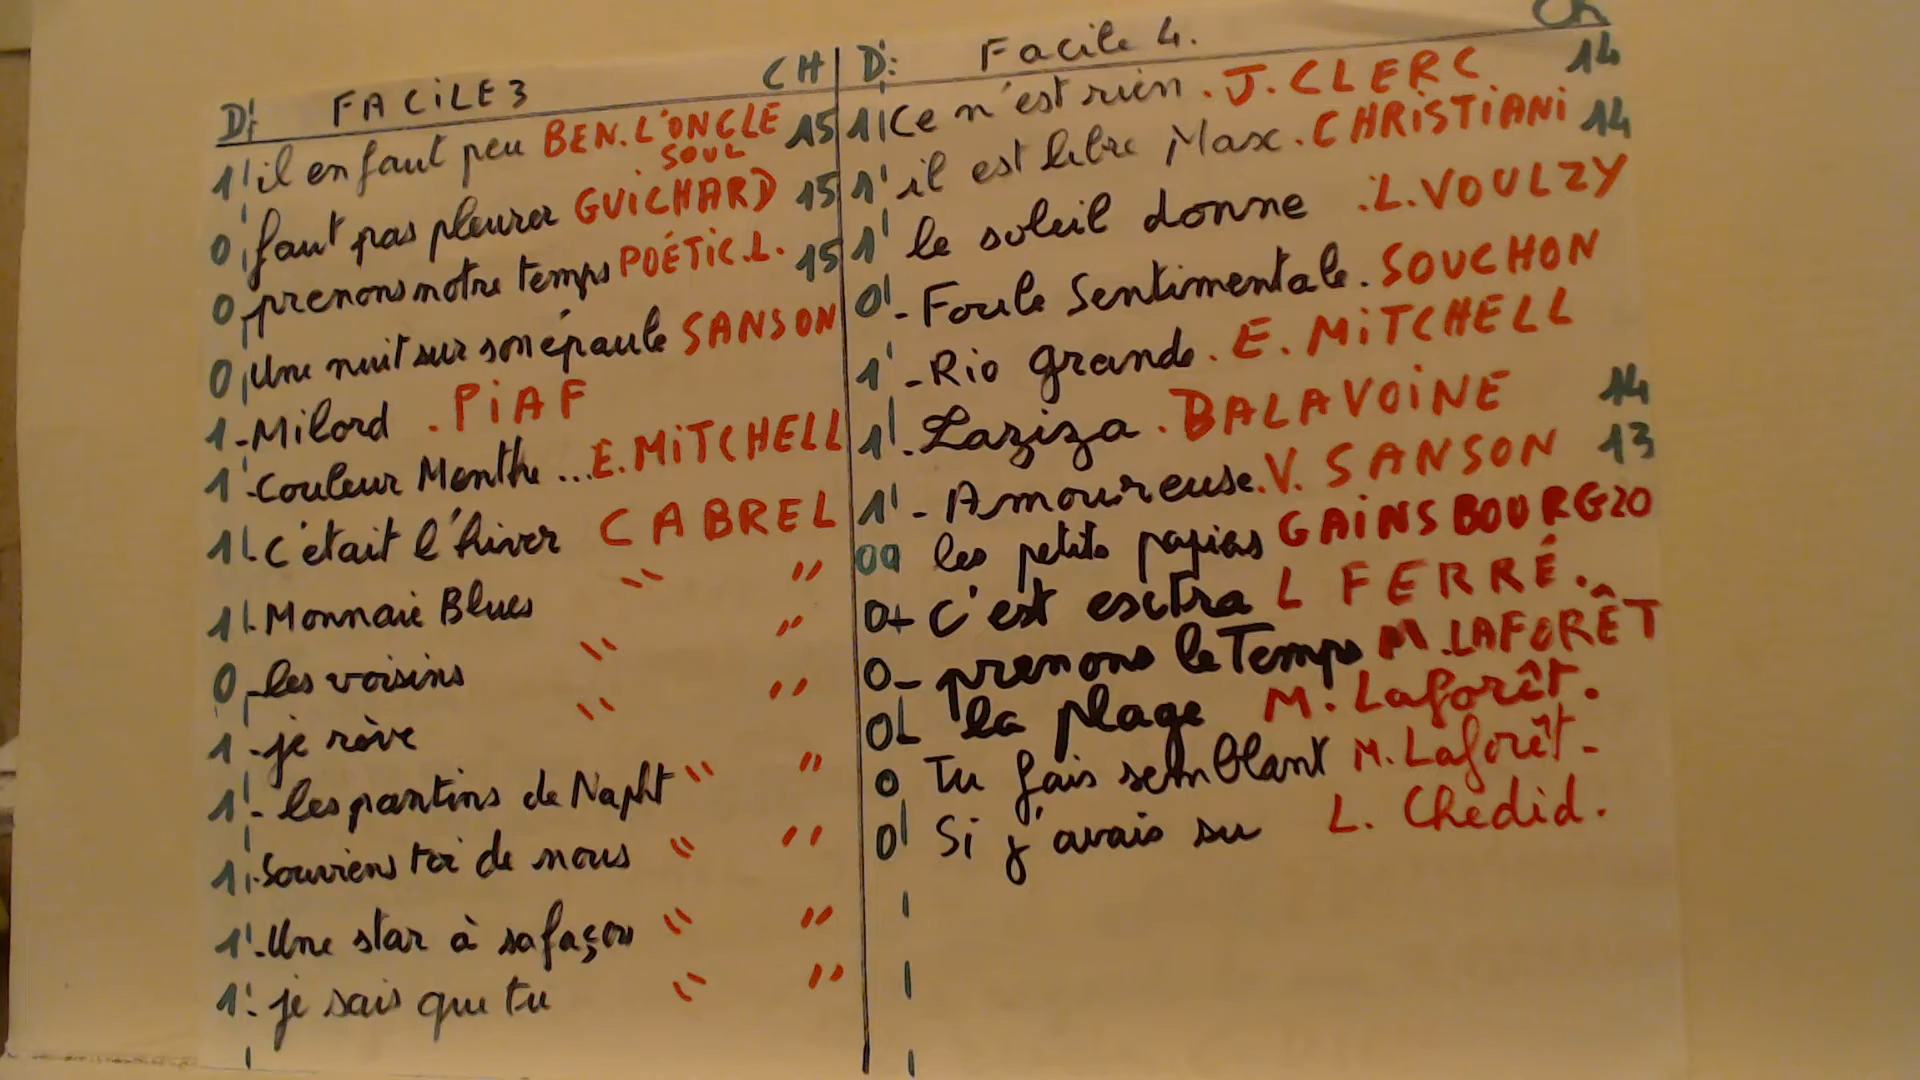 D: FACiLE 3 CH
1 il en faut peu BEN. L'ONCLE SOUL 15
0 faut pas pleurer GUiCHARD 15
0 prenons notre temps POÉTiC. L. 15
0 Une nuit sur son épaule SANSON
1 - Milord . PiAF
1 - Couleur Menthe ... E. MiTCHELL
1 - C'était l'hiver CABREL
1 - Monnaie Blues " "
0 - les voisins " "
1 - je rêve " "
1 - les pantins de Napht " "
1 - Souviens toi de nous " "
1 - Une star à sa façon " "
1 - je sais que tu " "
D: Facile 4. Ch
1 Ce n'est rien . J. CLERC 14
1 il est libre Max . CHRiSTiANi 14
1 le soleil donne . L. VOULZY
0 - Foule Sentimentale . SOUCHON
1 - Rio grande . E. MiTCHELL
1 - Laziza . BALAVOiNE 14
1 - Amoureuse . V. SANSON 13
00 les petits papiers GAiNSBOURG 20
0 - C'est extra L FERRÉ .
0 - prenons le Temps M. LAFORÊT
0 - la plage M. Laforêt .
0 Tu fais semblant M. Laforêt -
0 Si j'avais su L. Chedid .